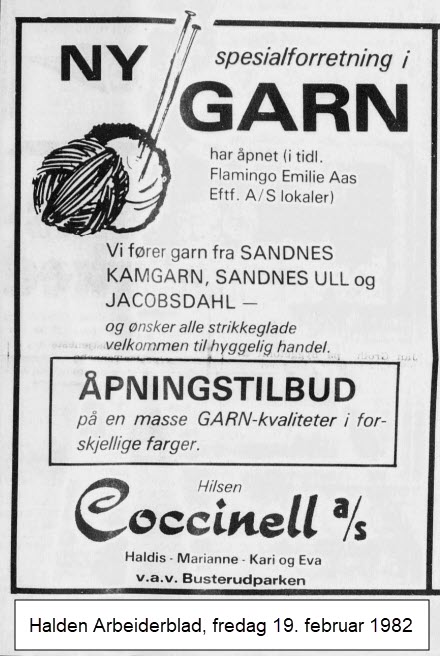 NY spesialforretning i
GARN
har åpnet (i tidl.
Flamingo Emilie Aas
Eftf. A/S lokaler)
Vi fører garn fra SANDNES
KAMGARN, SANDNES ULL og
JACOBSDAHL —
og ønsker alle strikkeglade
velkommen til hyggelig handel.
ÅPNINGSTILBUD
på en masse GARN-kvaliteter i for-
skjellige farger.
Hilsen
Coccinell a/s
Haldis - Marianne - Kari og Eva
v.a.v. Busterudparken
Halden Arbeiderblad, fredag 19. februar 1982